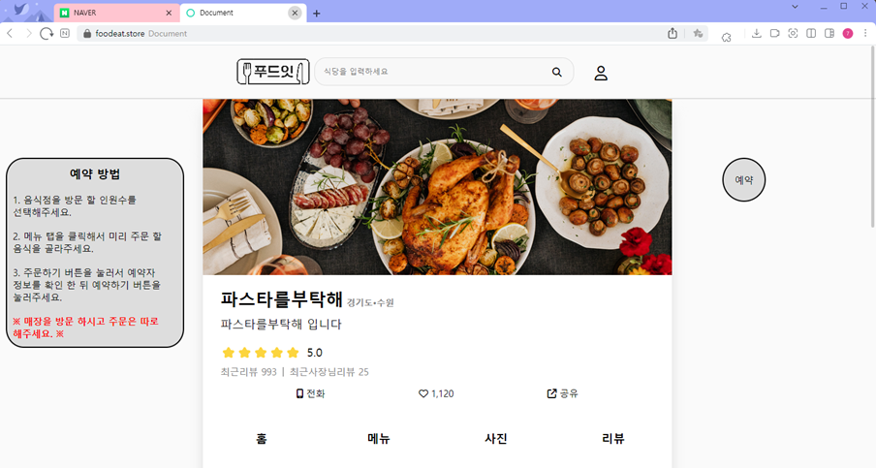 NAVER
Document
foodeat.store Document
푸드잇
식당을 입력하세요
예약 방법
1. 음식점을 방문 할 인원수를
선택해주세요.
2. 메뉴 탭을 클릭해서 미리 주문 할
음식을 골라주세요.
3. 주문하기 버튼을 눌러서 예약자
정보를 확인 한 뒤 예약하기 버튼을
눌러주세요.
※ 매장을 방문 하시고 주문은 따로
해주세요. ※
예약
파스타를부탁해 경기도•수원
파스타를부탁해 입니다
5.0
최근리뷰 993 | 최근사장님리뷰 25
전화 1,120 공유
홈 메뉴 사진 리뷰